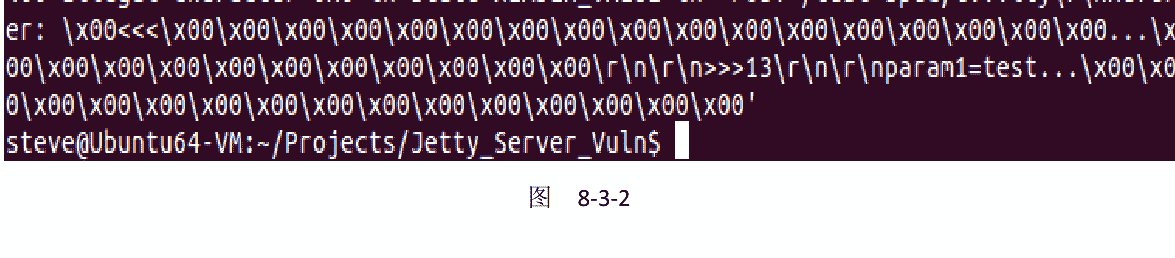 er: \x00<<<\x00\x00\x00\x00\x00\x00\x00\x00\x00\x00\x00\x00\x00\x00\x00\x00\x00...\x
00\x00\x00\x00\x00\x00\x00\x00\x00\x00\x00\r\n\r\n>>>13\r\n\r\nparam1=test...\x00\x0
0\x00\x00\x00\x00\x00\x00\x00\x00\x00\x00\x00\x00\x00'
steve@Ubuntu64-VM:~/Projects/Jetty_Server_Vuln$
图 8-3-2